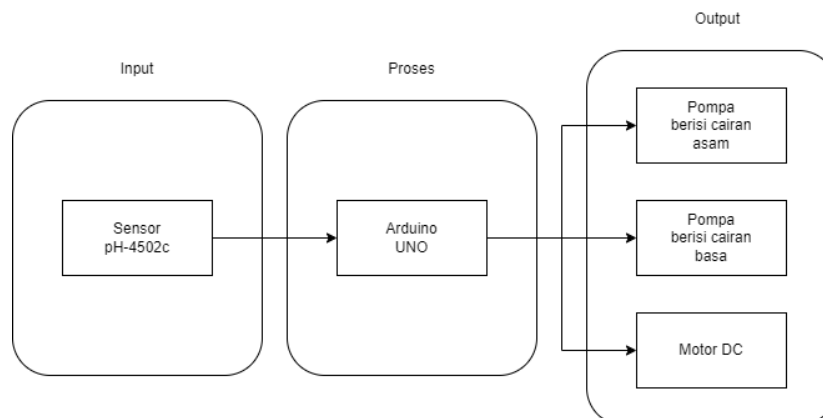 Input
Proses
Output
Sensor
pH-4502c
Arduino
UNO
Pompa
berisi cairan
asam
Pompa
berisi cairan
basa
Motor DC